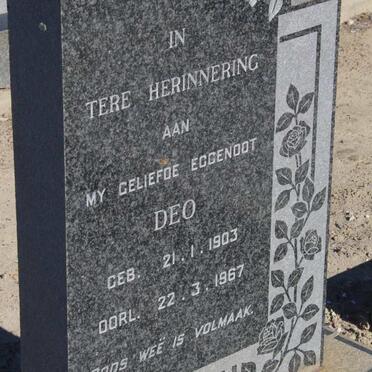 IN
TERE HERINNERING
AAN
MY GELIEFDE EGGENOOT
DEO
GEB. 21. 1. 1903
OORL. 22. 3. 1967
GODS WEË IS VOLMAAK.